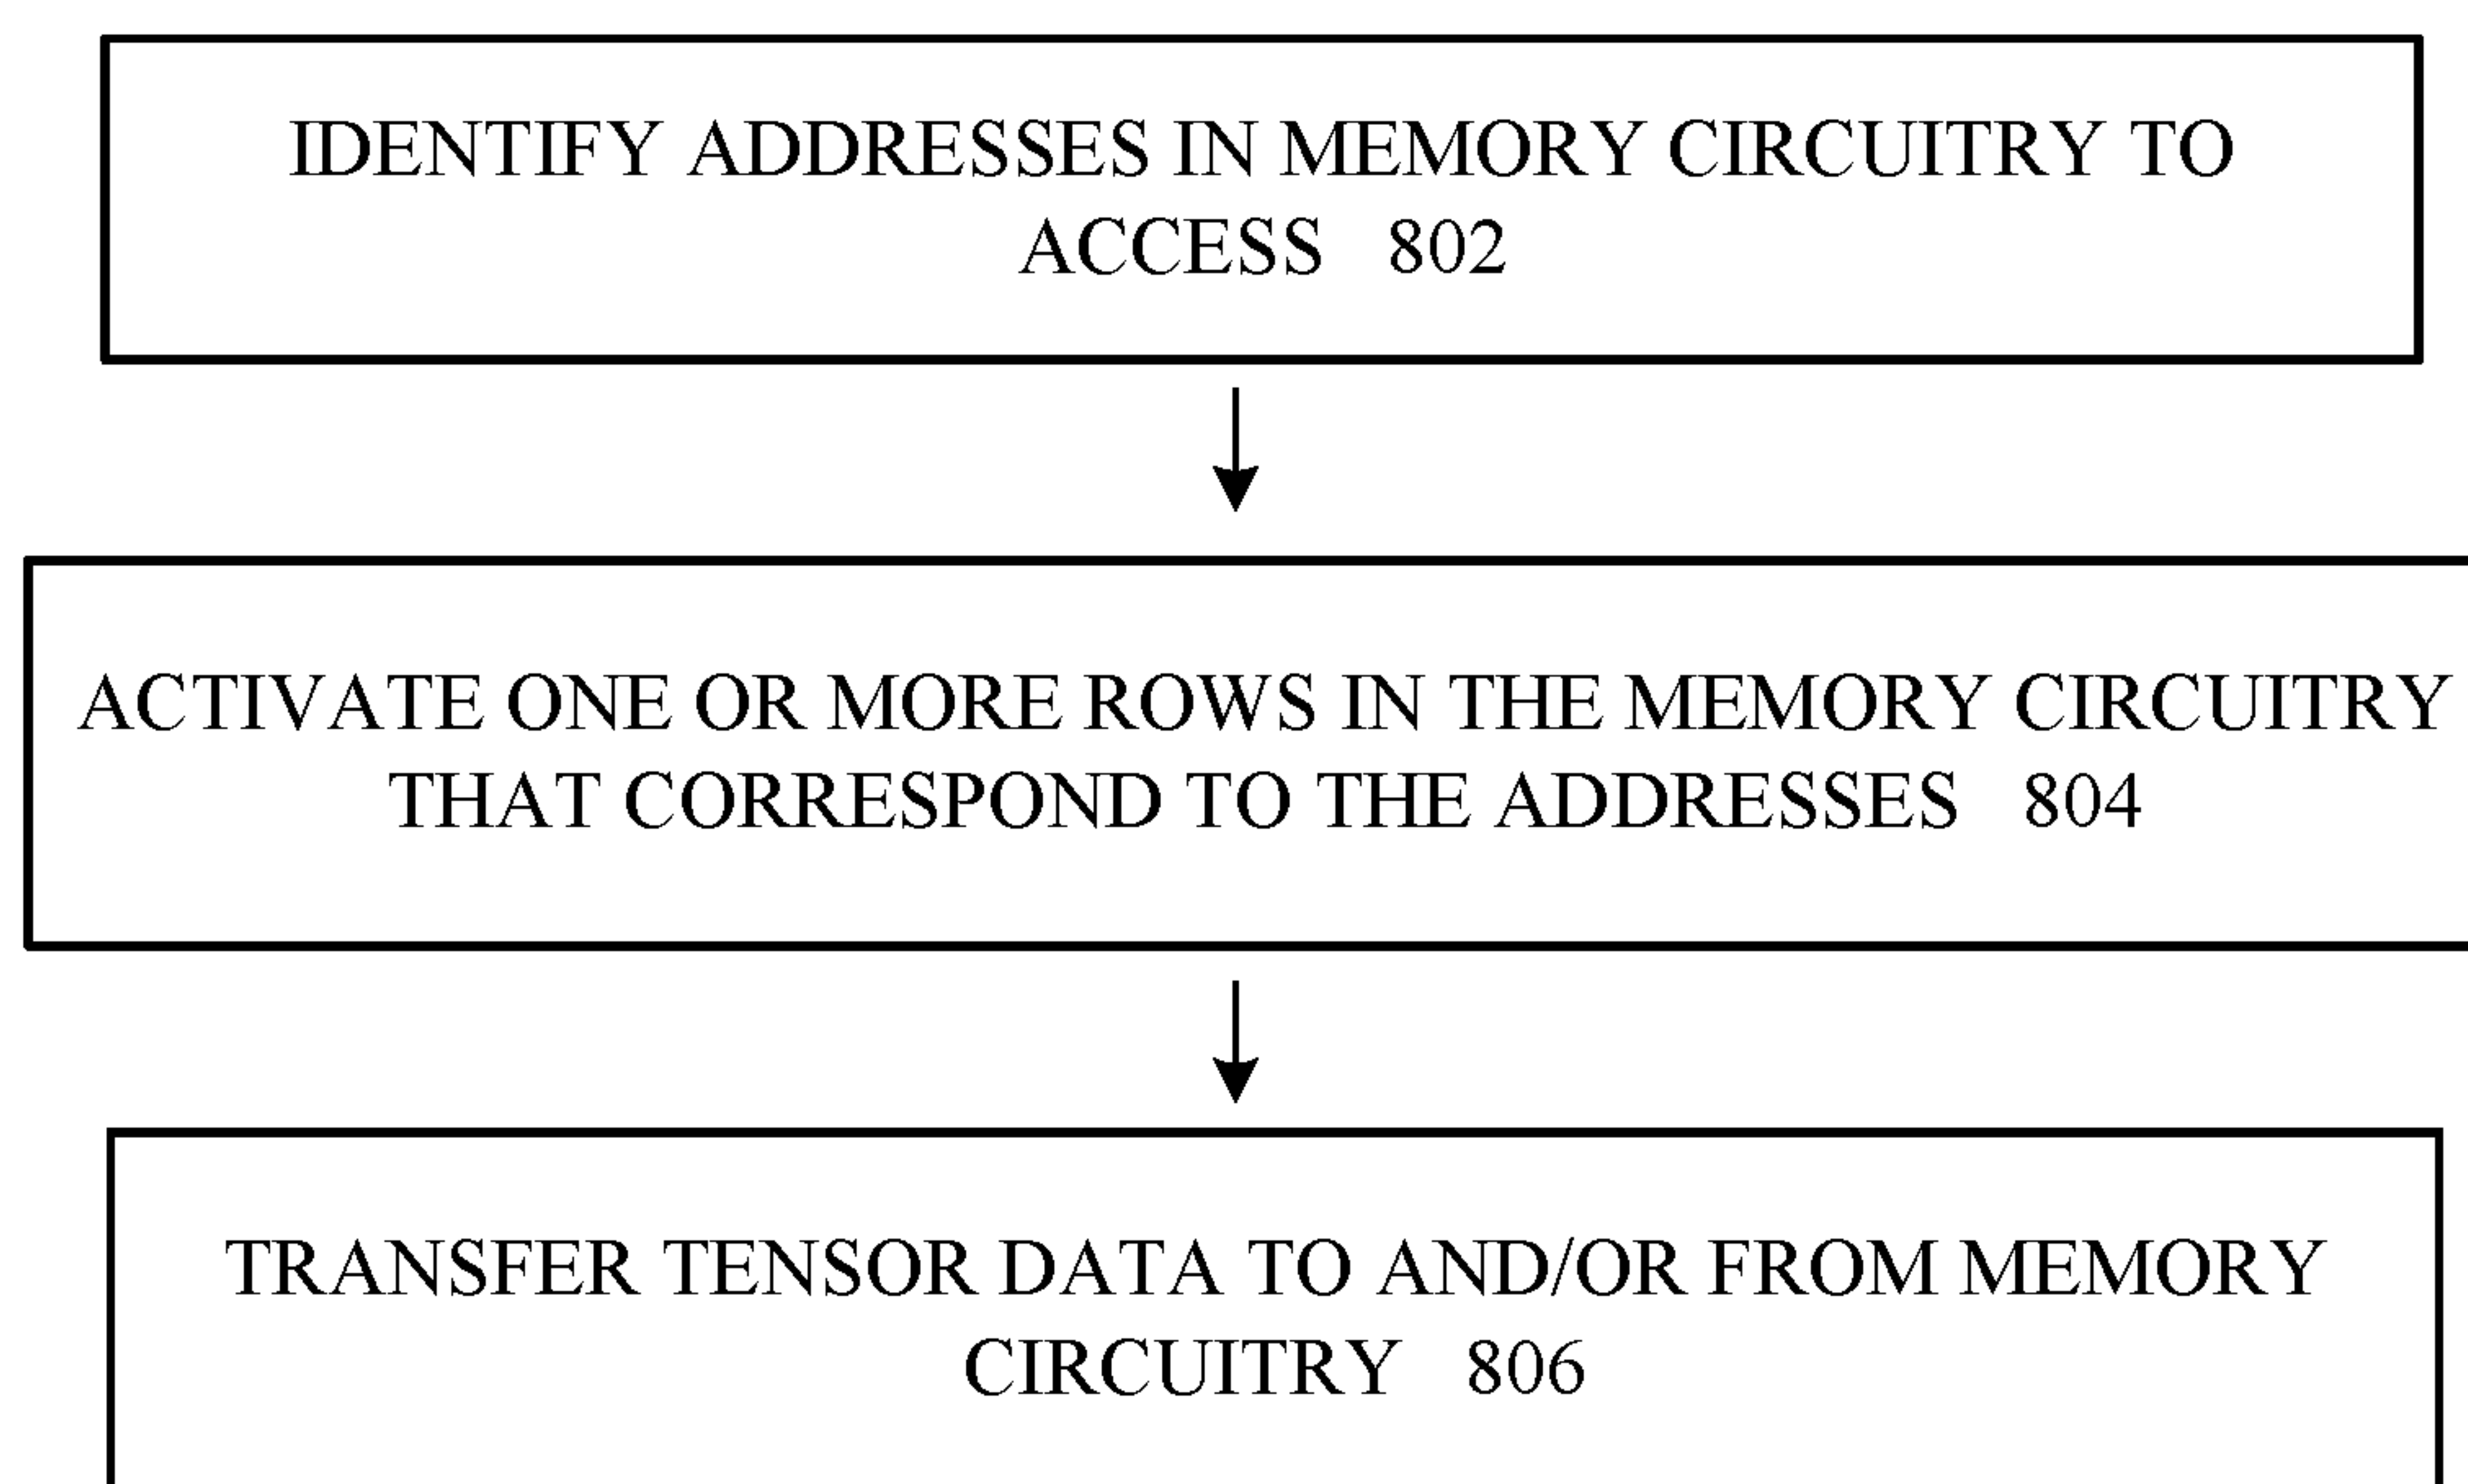 IDENTIFY ADDRESSES IN MEMORY CIRCUITRY TO
ACCESS 802
ACTIVATE ONE OR MORE ROWS IN THE MEMORY CIRCUITRY
THAT CORRESPOND TO THE ADDRESSES 804
TRANSFER TENSOR DATA TO AND/OR FROM MEMORY
CIRCUITRY 806